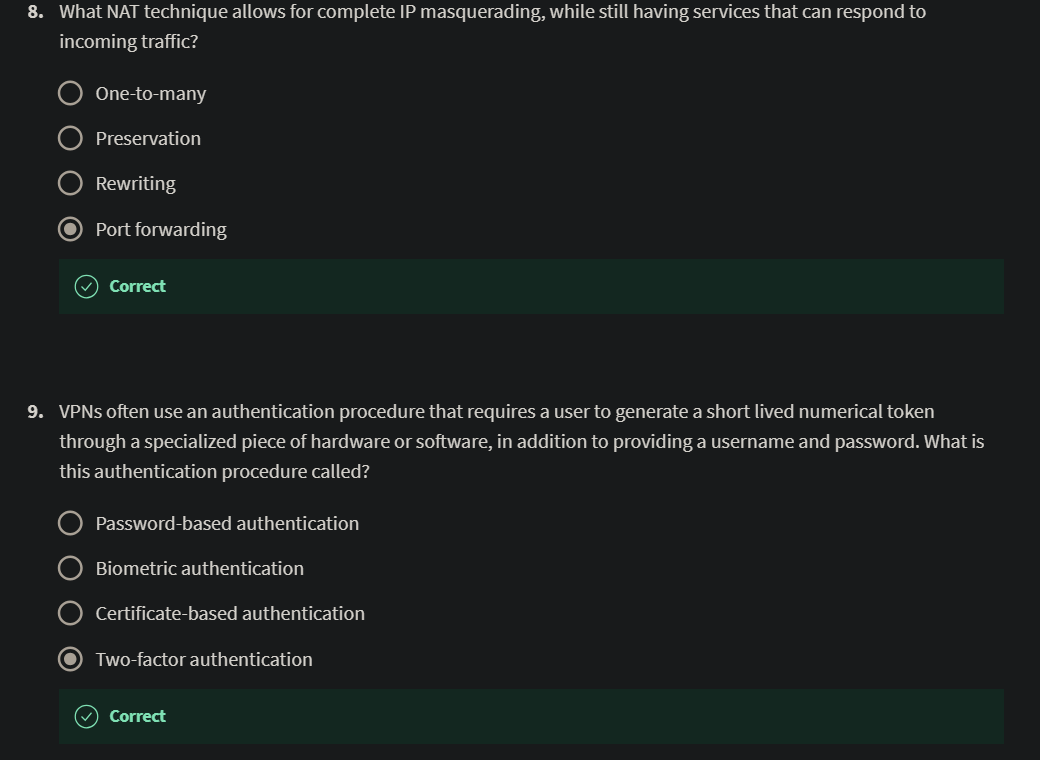 8. What NAT technique allows for complete IP masquerading, while still having services that can respond to
incoming traffic?
One-to-many
Preservation
Rewriting
Port forwarding
Correct
9. VPNs often use an authentication procedure that requires a user to generate a short lived numerical token
through a specialized piece of hardware or software, in addition to providing a username and password. What is
this authentication procedure called?
Password-based authentication
Biometric authentication
Certificate-based authentication
Two-factor authentication
Correct